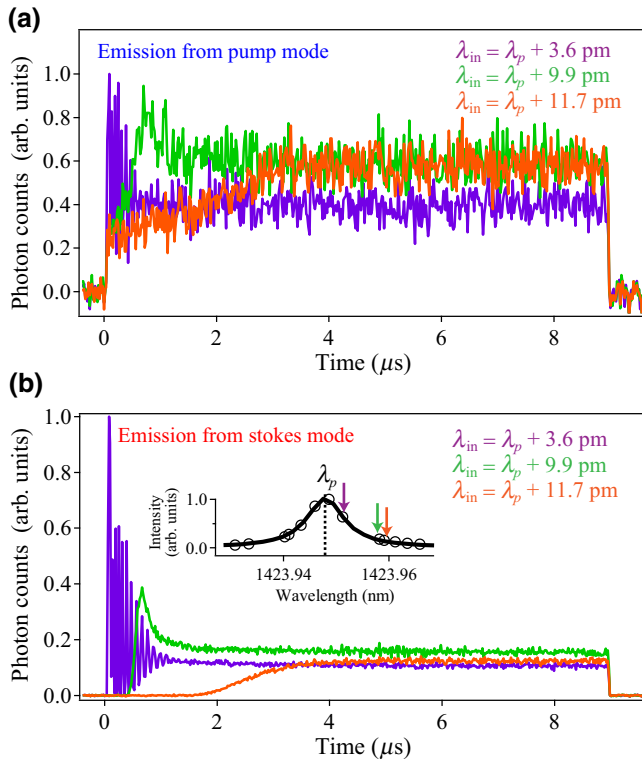 (a)
Emission from pump mode
λin = λp + 3.6 pm
λin = λp + 9.9 pm
λin = λp + 11.7 pm
Photon counts (arb. units)
1.0
0.8
0.6
0.4
0.2
0.0
0 2 4 6 8
Time (μs)
(b)
Emission from stokes mode
λin = λp + 3.6 pm
λin = λp + 9.9 pm
λin = λp + 11.7 pm
Photon counts (arb. units)
1.0
0.8
0.6
0.4
0.2
0.0
λp
Intensity
(arb. units)
1.0
0.0
1423.94 1423.96
Wavelength (nm)
0 2 4 6 8
Time (μs)